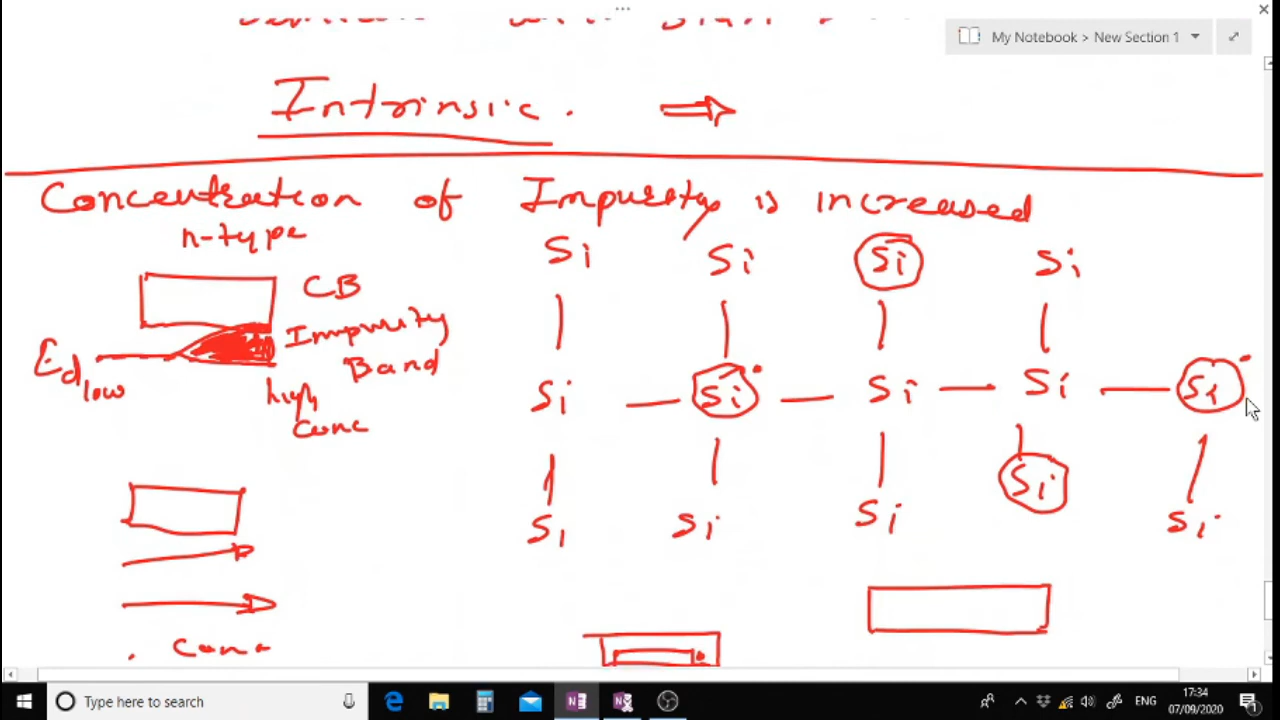 My Notebook > New Section 1
Intrinsic. ⇒
Concentration of Impurity is increased
n-type
Si Si Si Si
CB
Impurity
Band
Ed low
high
conc
Si — Si — Si — Si — Si
Si
Si Si Si Si
conc
Type here to search
ENG
17:34
07/09/2020